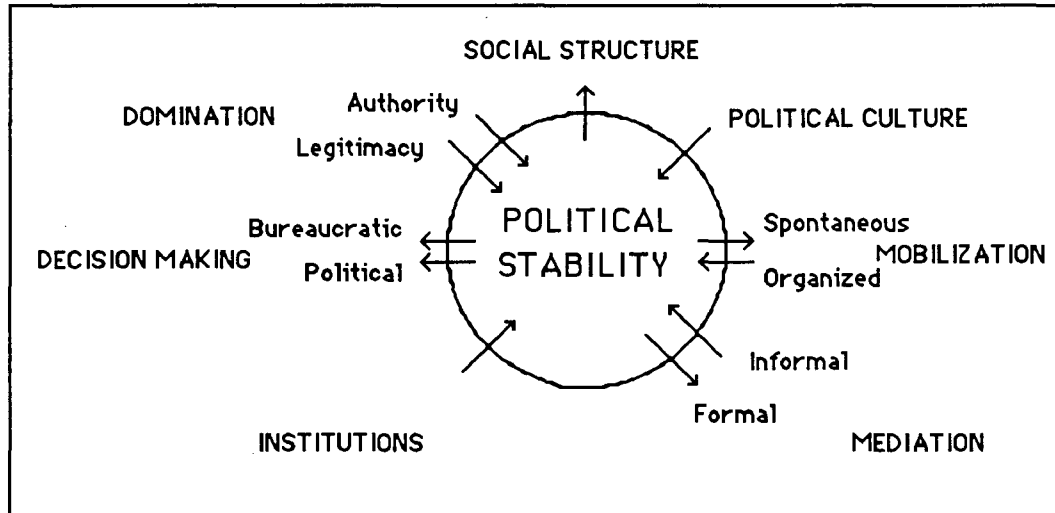 SOCIAL STRUCTURE
DOMINATION
Authority
Legitimacy
POLITICAL CULTURE
POLITICAL
STABILITY
Bureaucratic
Political
DECISION MAKING
Spontaneous
Organized
MOBILIZATION
Informal
Formal
INSTITUTIONS
MEDIATION